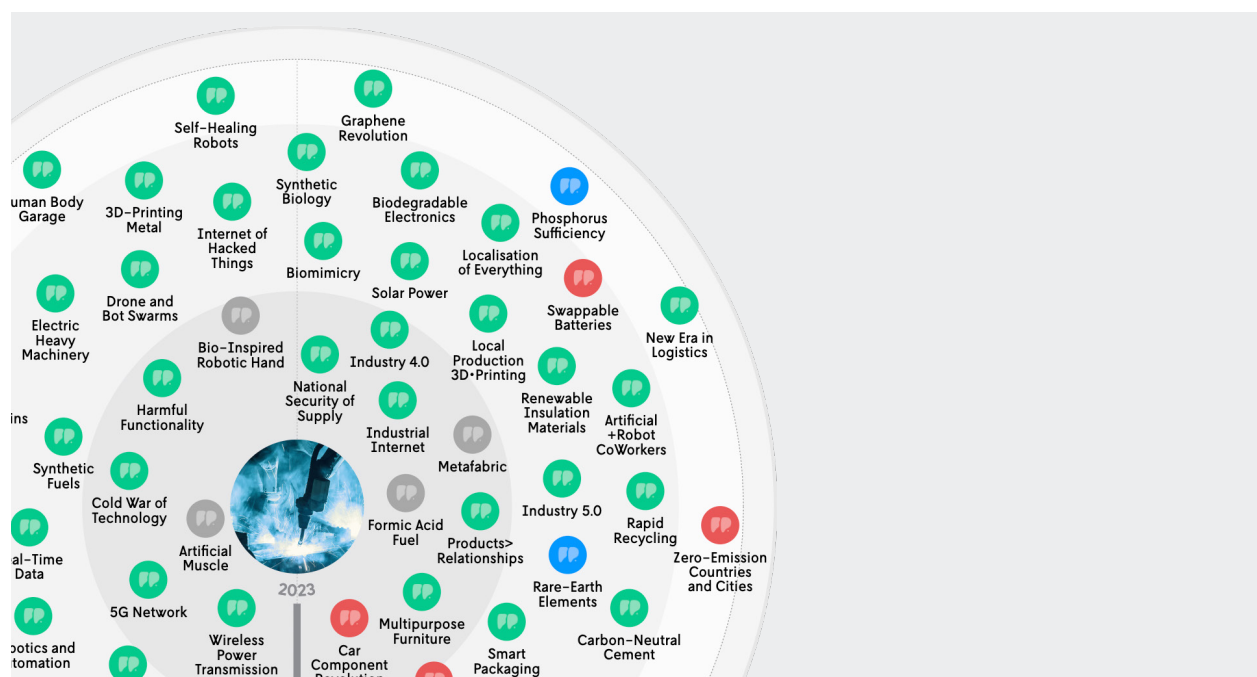 Self-Healing
Robots
Graphene
Revolution
uman Body
Garage
3D-Printing
Metal
Internet of
Hacked
Things
Synthetic
Biology
Biodegradable
Electronics
Phosphorus
Sufficiency
Localisation
of Everything
Biomimicry
Solar Power
Drone and
Bot Swarms
Electric
Heavy
Machinery
Swappable
Batteries
New Era in
Logistics
Bio-Inspired
Robotic Hand
Industry 4.0
Local
Production
3D•Printing
National
Security of
Supply
Renewable
Insulation
Materials
Artificial
+Robot
CoWorkers
Harmful
Functionality
ins
Industrial
Internet
Metafabric
Synthetic
Fuels
Cold War of
Technology
Industry 5.0
Rapid
Recycling
Formic Acid
Fuel
Products>
Relationships
Artificial
Muscle
al-Time
Data
Zero-Emission
Countries
and Cities
2023
Rare-Earth
Elements
5G Network
Multipurpose
Furniture
Wireless
Power
Transmission
Car
Component
Revolution
Smart
Packaging
Carbon-Neutral
Cement
botics and
tomation